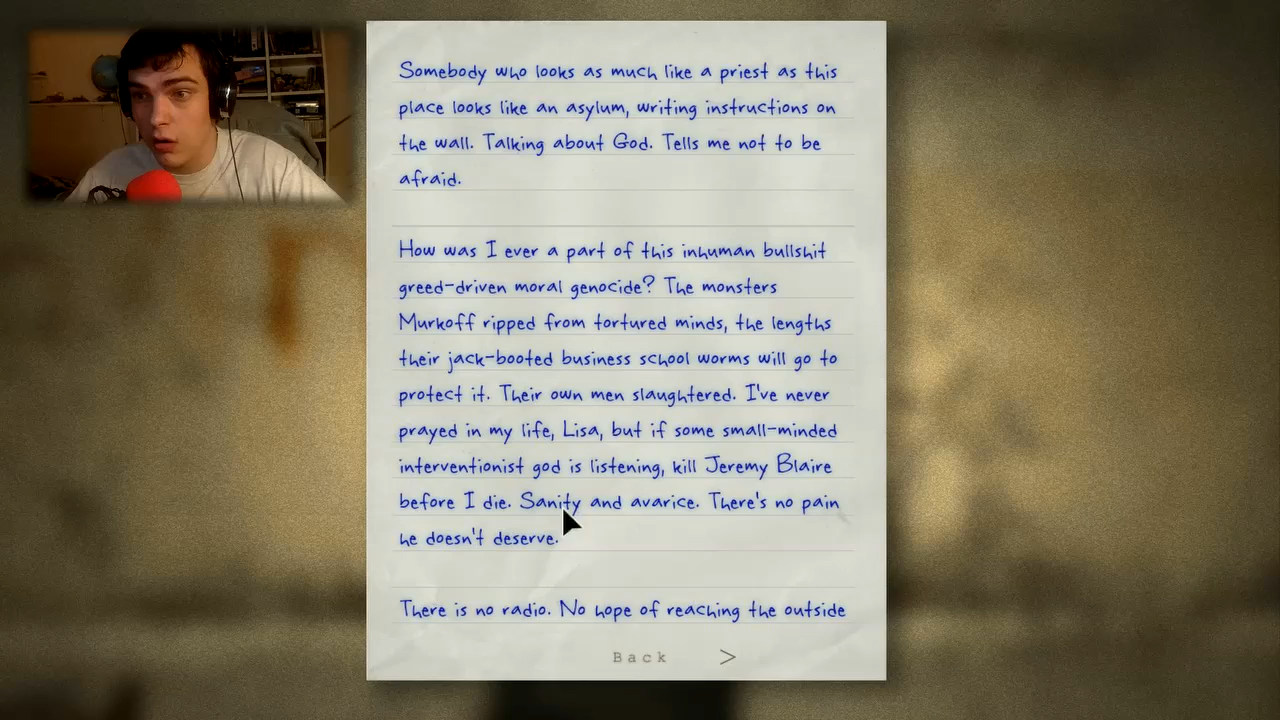 Somebody who looks as much like a priest as this
place looks like an asylum, writing instructions on
the wall. Talking about God. Tells me not to be
afraid.
How was I ever a part of this inhuman bullshit
greed-driven moral genocide? The monsters
Murkoff ripped from tortured minds, the lengths
their jack-booted business school worms will go to
protect it. Their own men slaughtered. I've never
prayed in my life, Lisa, but if some small-minded
interventionist god is listening, kill Jeremy Blaire
before I die. Sanity and avarice. There's no pain
he doesn't deserve.
There is no radio. No hope of reaching the outside
Back >